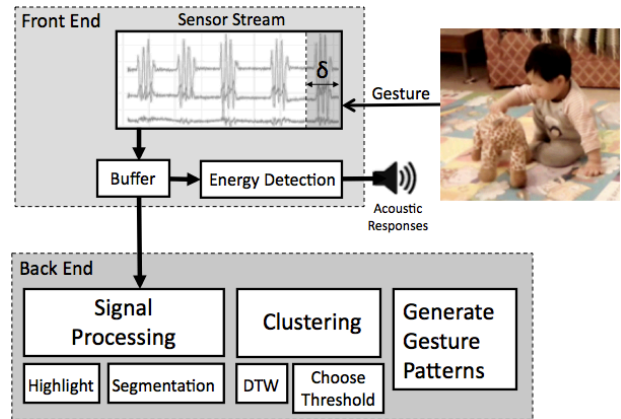 Front End
Sensor Stream
δ
Gesture
Buffer
Energy Detection
Acoustic
Responses
Back End
Signal
Processing
Clustering
Generate
Gesture
Patterns
Highlight
Segmentation
DTW
Choose
Threshold